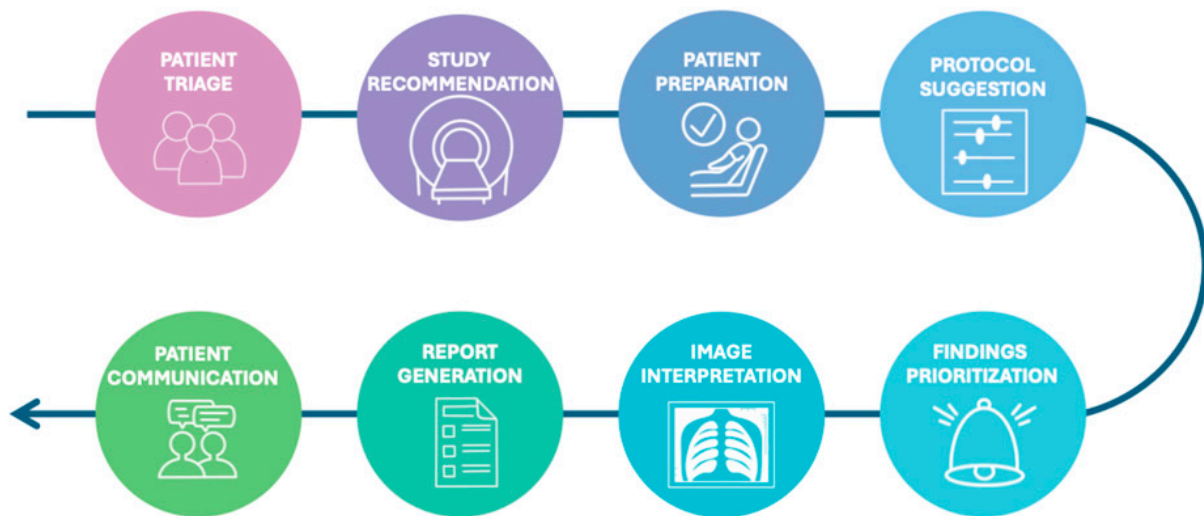 PATIENT
TRIAGE
STUDY
RECOMMENDATION
PATIENT
PREPARATION
PROTOCOL
SUGGESTION
FINDINGS
PRIORITIZATION
IMAGE
INTERPRETATION
REPORT
GENERATION
PATIENT
COMMUNICATION